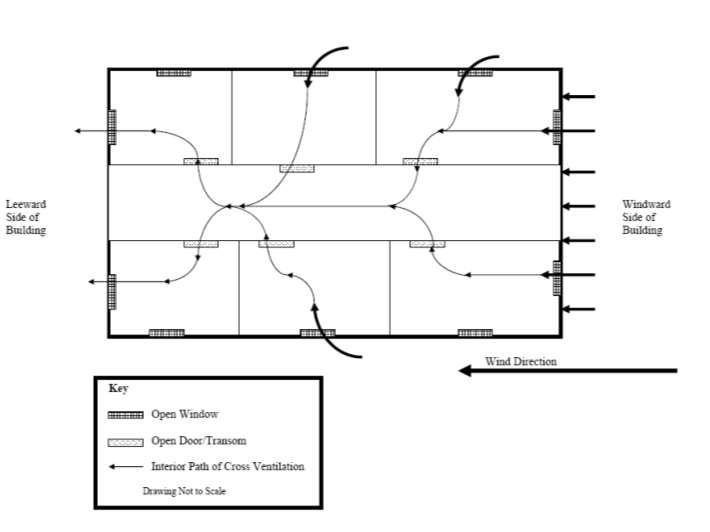 Leeward
Side of
Building
Windward
Side of
Building
Wind Direction
Key
Open Window
Open Door/Transom
Interior Path of Cross Ventilation
Drawing Not to Scale